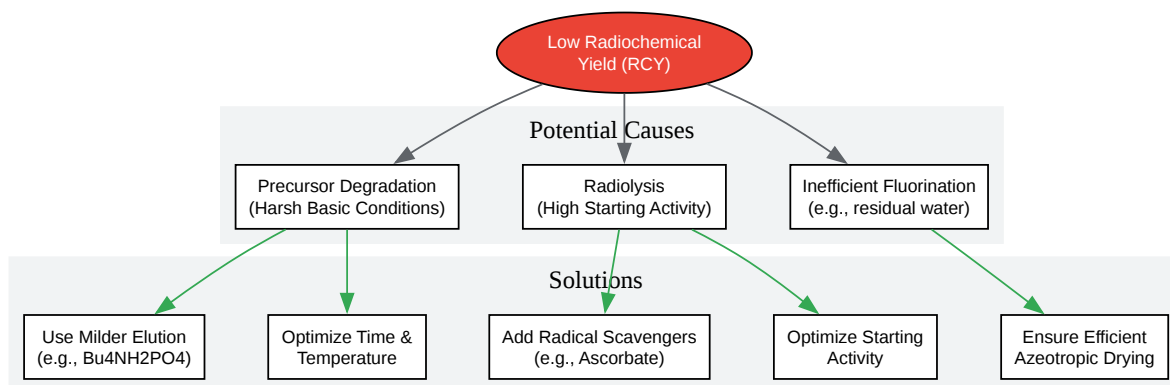 Low Radiochemical
Yield (RCY)
Potential Causes
Precursor Degradation
(Harsh Basic Conditions)
Radiolysis
(High Starting Activity)
Inefficient Fluorination
(e.g., residual water)
Solutions
Use Milder Elution
(e.g., Bu4NH2PO4)
Optimize Time &
Temperature
Add Radical Scavengers
(e.g., Ascorbate)
Optimize Starting
Activity
Ensure Efficient
Azeotropic Drying